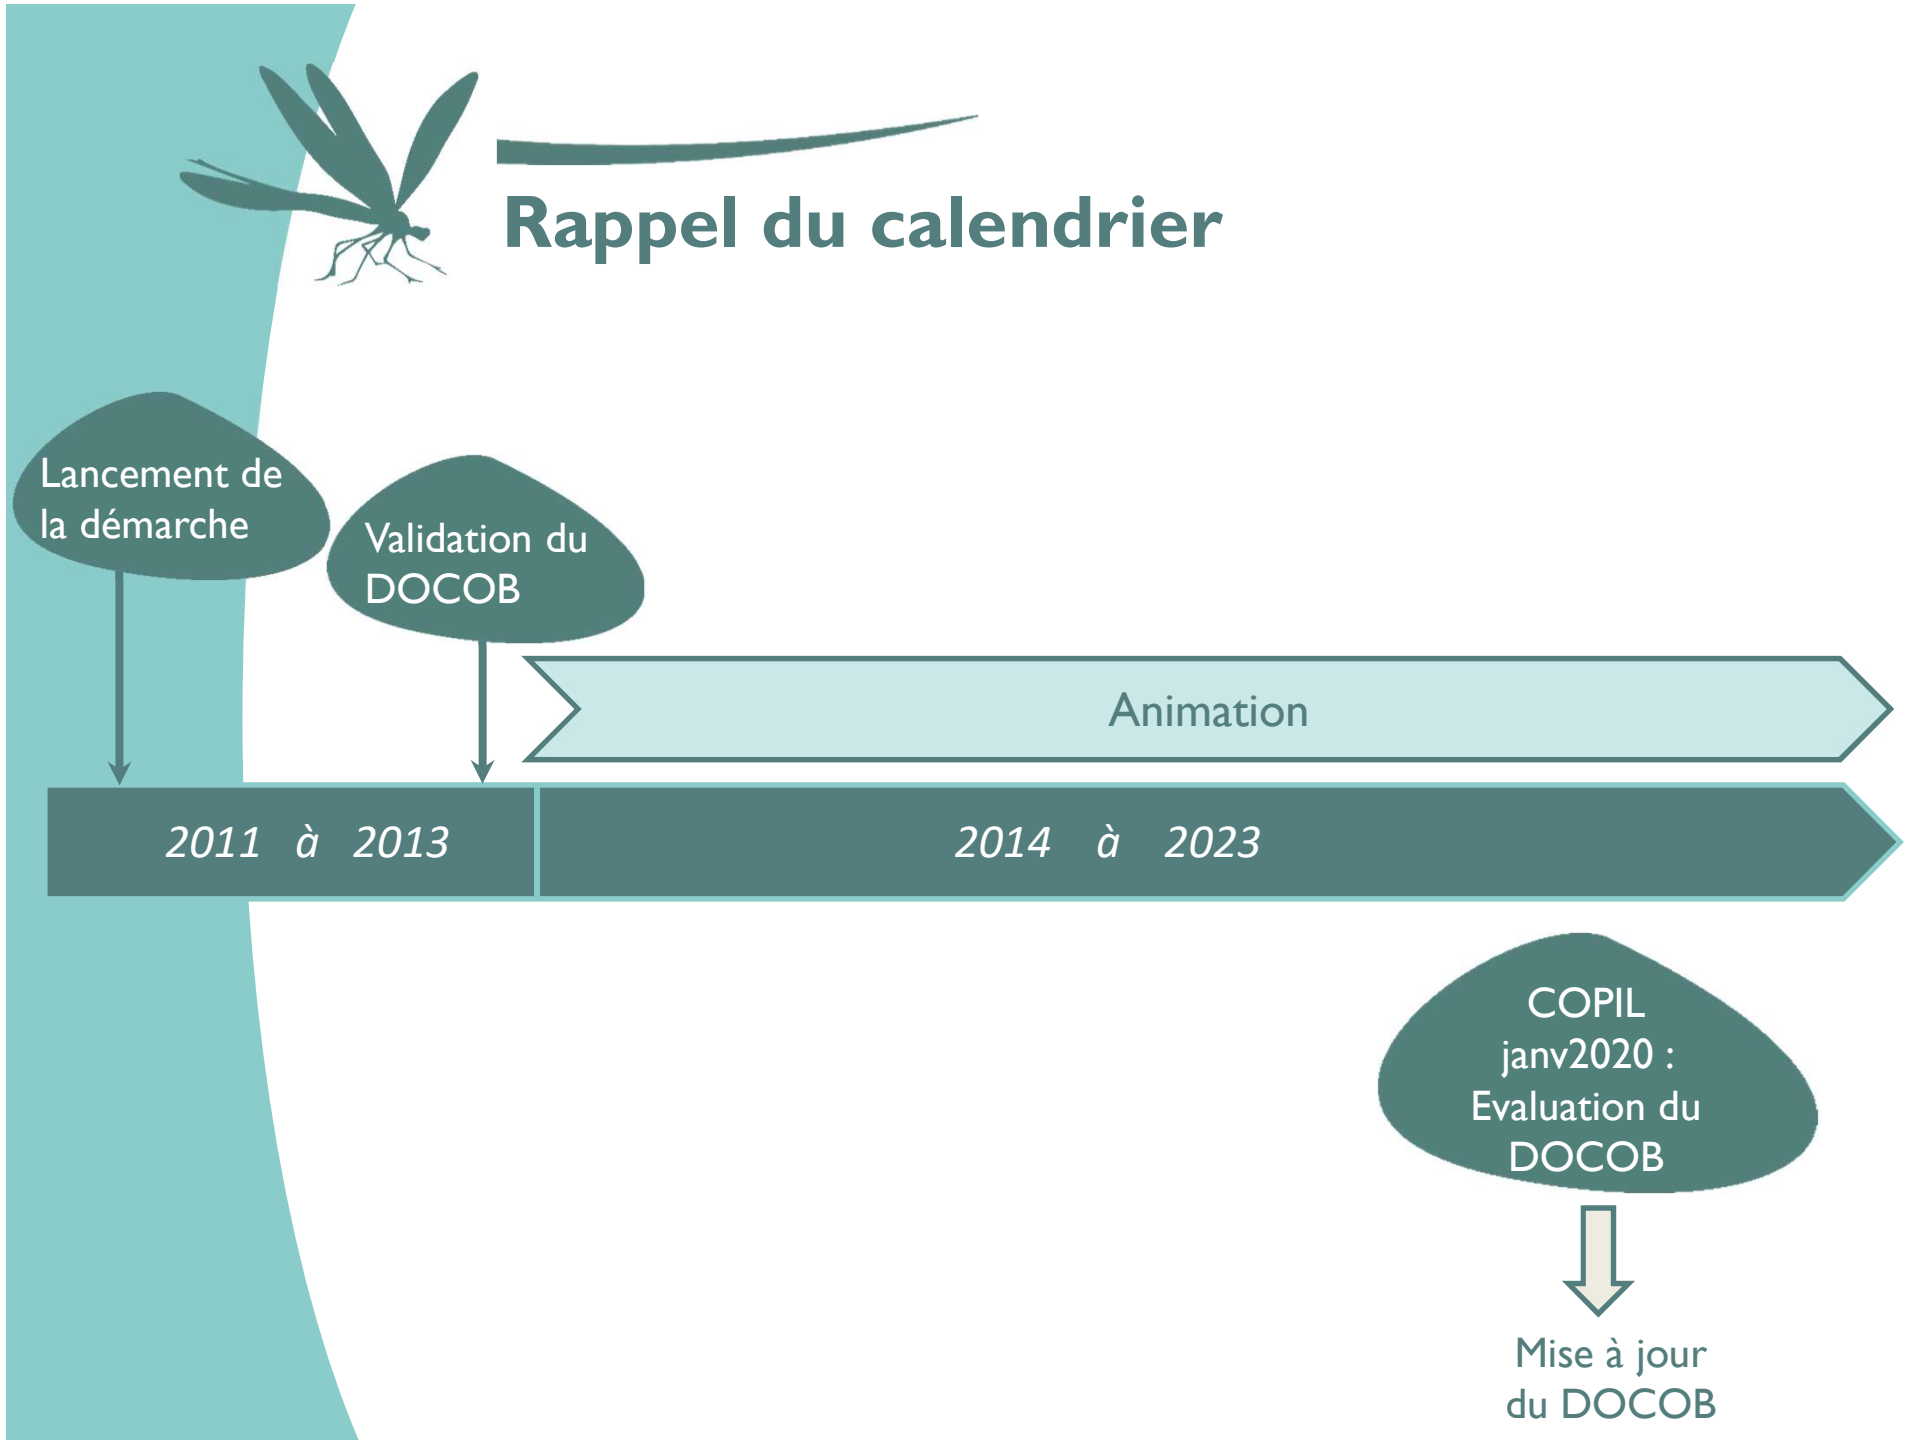 Rappel du calendrier
Lancement de
la démarche
Validation du
DOCOB
Animation
2011 à 2013
2014 à 2023
COPIL
janv2020 :
Evaluation du
DOCOB
Mise à jour
du DOCOB